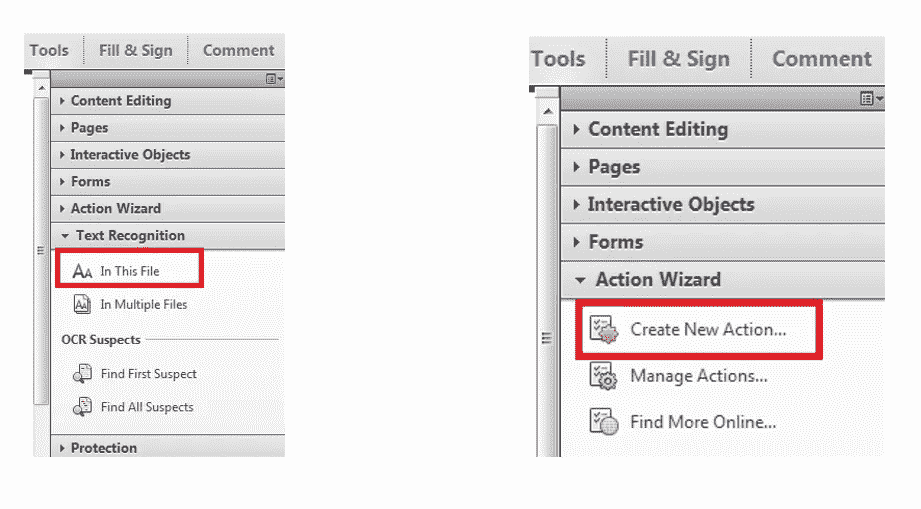 Tools Fill & Sign Comment
Content Editing
Pages
Interactive Objects
Forms
Action Wizard
Text Recognition
In This File
In Multiple Files
OCR Suspects
Find First Suspect
Find All Suspects
Protection
Tools Fill & Sign Comment
Content Editing
Pages
Interactive Objects
Forms
Action Wizard
Create New Action...
Manage Actions...
Find More Online...